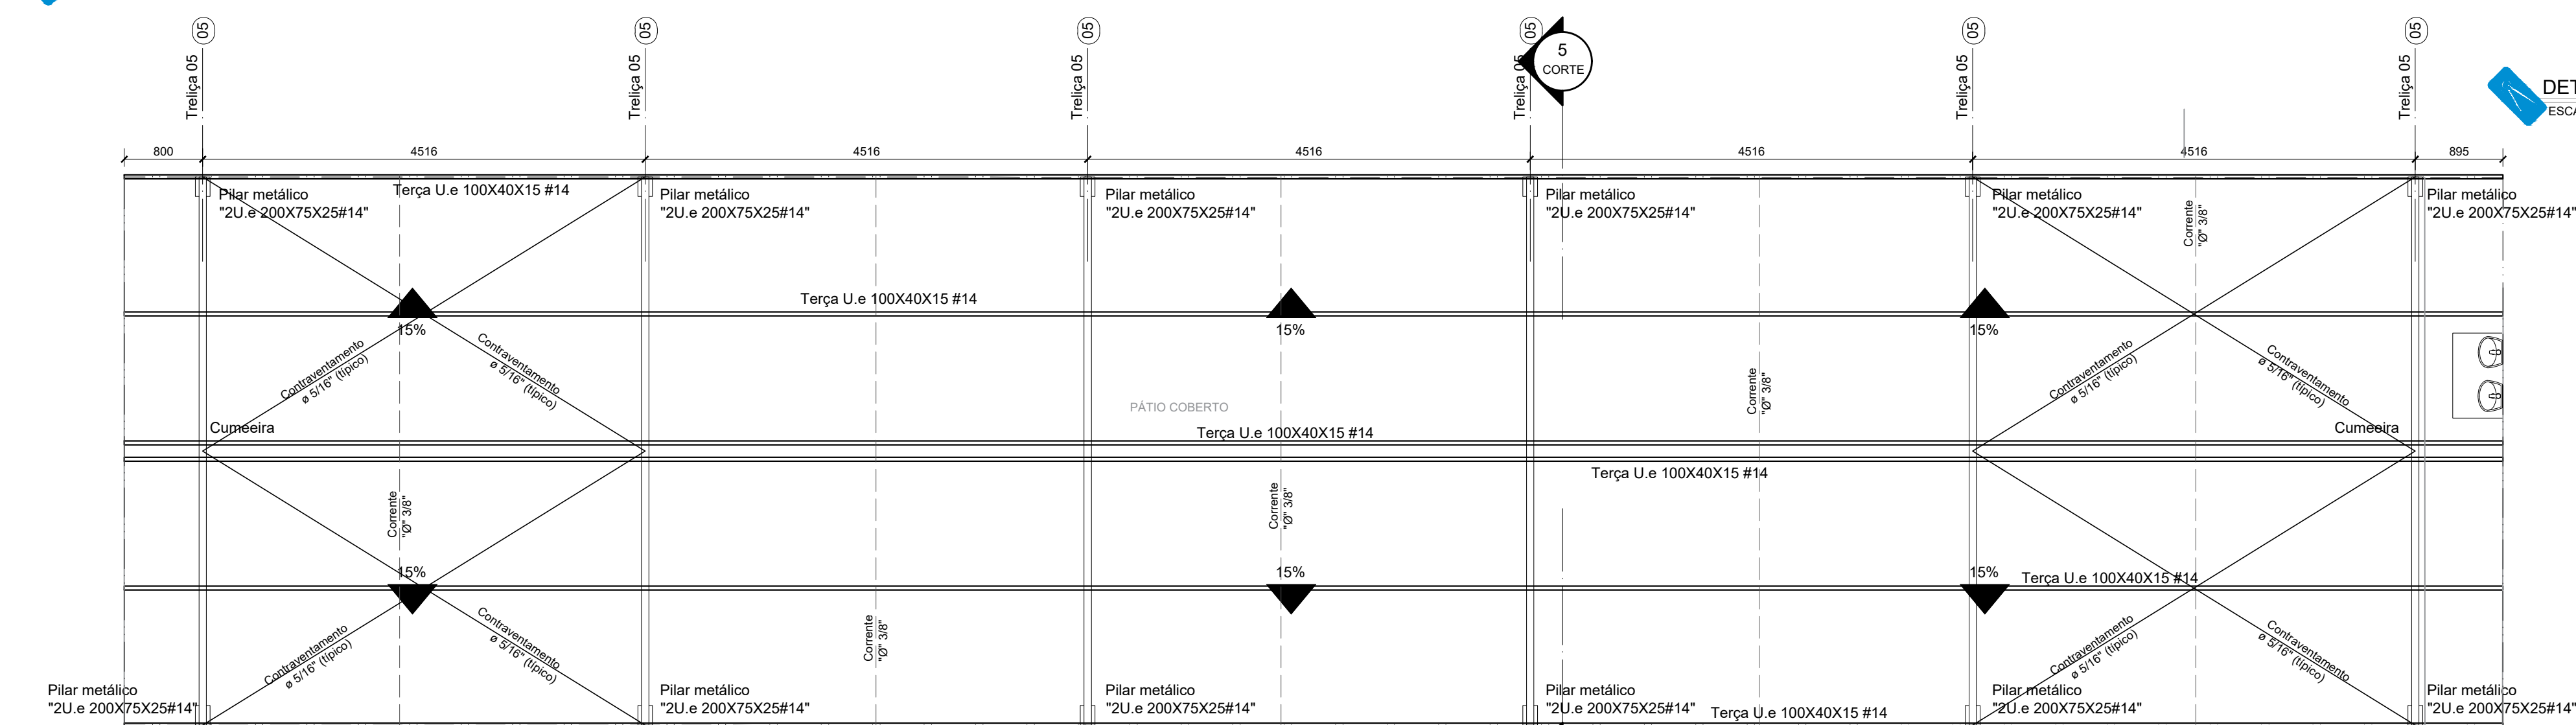 05
05
05
05
05
05
Treliça 05
Treliça 05
Treliça 05
Treliça 05
Treliça 05
Treliça 05
5
CORTE
DET
ESCA
800
4516
4516
4516
4516
4516
895
Terça U.e 100X40X15 #14
Pilar metálico
"2U.e 200X75X25#14"
Pilar metálico
"2U.e 200X75X25#14"
Pilar metálico
"2U.e 200X75X25#14"
Pilar metálico
"2U.e 200X75X25#14"
Pilar metálico
"2U.e 200X75X25#14"
Pilar metálico
"2U.e 200X75X25#14"
Corrente
"Ø" 3/8"
Terça U.e 100X40X15 #14
15%
15%
15%
Contraventamento
ø 5/16" (típico)
Contraventamento
ø 5/16" (típico)
Contraventamento
ø 5/16" (típico)
Contraventamento
ø 5/16" (típico)
Corrente
"Ø" 3/8"
PÁTIO COBERTO
Cumeeira
Terça U.e 100X40X15 #14
Cumeeira
Terça U.e 100X40X15 #14
Corrente
"Ø" 3/8"
Corrente
"Ø" 3/8"
15%
15%
15%
Terça U.e 100X40X15 #14
Contraventamento
ø 5/16" (típico)
Contraventamento
ø 5/16" (típico)
Corrente
"Ø" 3/8"
Contraventamento
ø 5/16" (típico)
Contraventamento
ø 5/16" (típico)
Pilar metálico
"2U.e 200X75X25#14"
Pilar metálico
"2U.e 200X75X25#14"
Pilar metálico
"2U.e 200X75X25#14"
Pilar metálico
"2U.e 200X75X25#14"
Terça U.e 100X40X15 #14
Pilar metálico
"2U.e 200X75X25#14"
Pilar metálico
"2U.e 200X75X25#14"